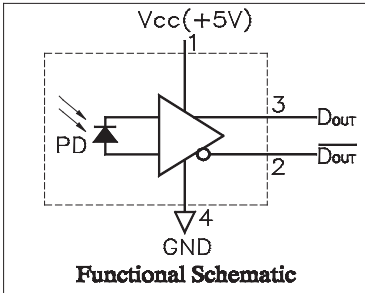 Vcc(+5V)
1
3 DOUT
PD
2 DOUT
4
GND
Functional Schematic